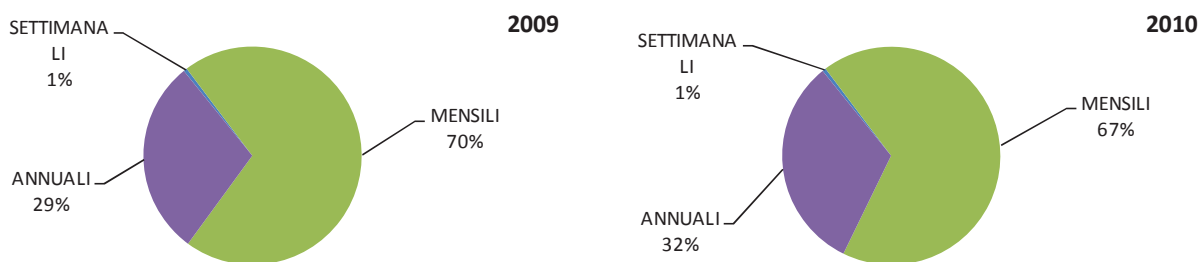 2009
SETTIMANA
LI
1%
MENSILI
70%
ANNUALI
29%
2010
SETTIMANA
LI
1%
MENSILI
67%
ANNUALI
32%